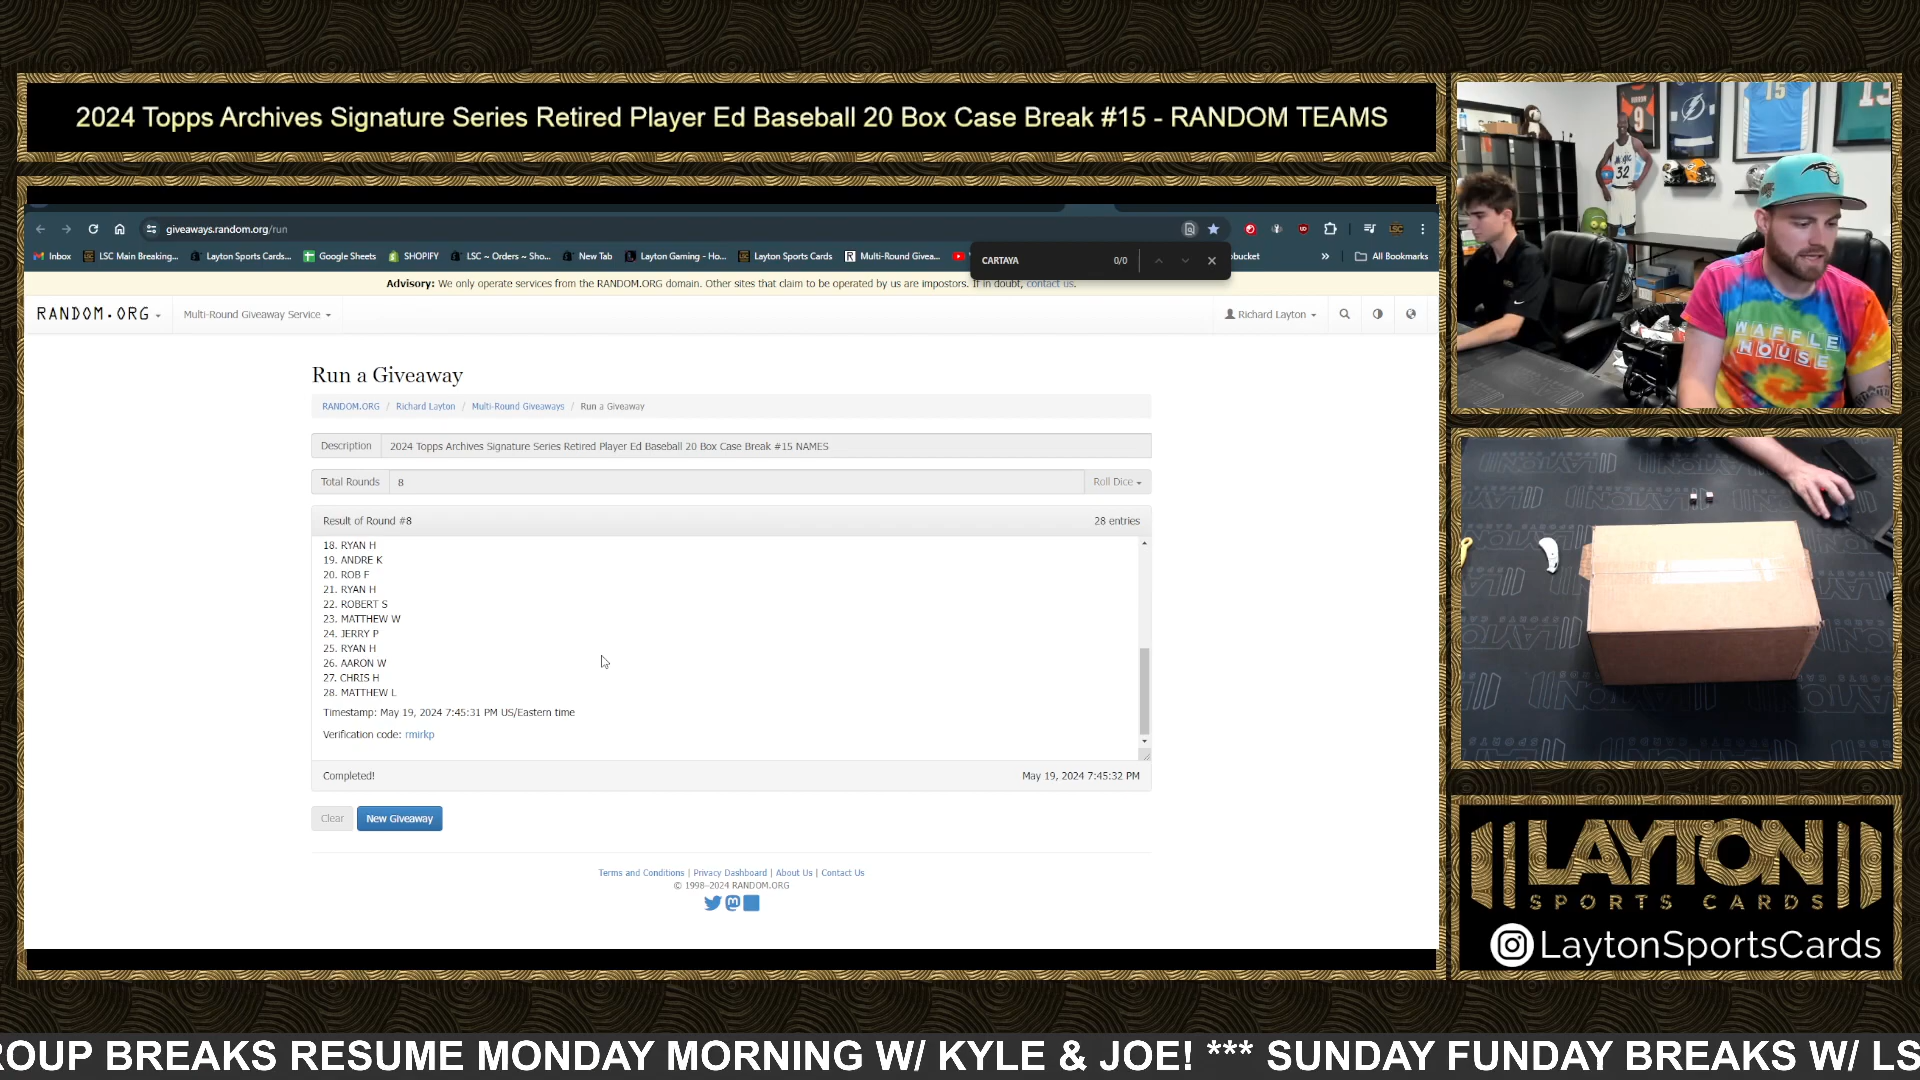 2024 Topps Archives Signature Series Retired Player Ed Baseball 20 Box Case Break #15 - RANDOM TEAMS
giveaways.random.org/run
Inbox LSC Main Breaking... Layton Sports Cards... Google Sheets SHOPIFY LSC ~ Orders ~ Sho... New Tab Layton Gaming - Ho... Layton Sports Cards Multi-Round Givea... obucket » All Bookmarks
CARTAYA 0/0
Advisory: We only operate services from the RANDOM.ORG domain. Other sites that claim to be operated by us are impostors. If in doubt, contact us.
RANDOM.ORG Multi-Round Giveaway Service Richard Layton
Run a Giveaway
RANDOM.ORG / Richard Layton / Multi-Round Giveaways / Run a Giveaway
Description 2024 Topps Archives Signature Series Retired Player Ed Baseball 20 Box Case Break #15 NAMES
Total Rounds 8 Roll Dice
Result of Round #8 28 entries
18. RYAN H
19. ANDRE K
20. ROB F
21. RYAN H
22. ROBERT S
23. MATTHEW W
24. JERRY P
25. RYAN H
26. AARON W
27. CHRIS H
28. MATTHEW L
Timestamp: May 19, 2024 7:45:31 PM US/Eastern time
Verification code: rmirkp
Completed! May 19, 2024 7:45:32 PM
Clear New Giveaway
Terms and Conditions | Privacy Dashboard | About Us | Contact Us
© 1998–2024 RANDOM.ORG
9
15
1
Magic
32
WAFFLE
HOUSE
LAYTON
SPORTS CARDS
LaytonSportsCards
ROUP BREAKS RESUME MONDAY MORNING W/ KYLE & JOE! *** SUNDAY FUNDAY BREAKS W/ LS